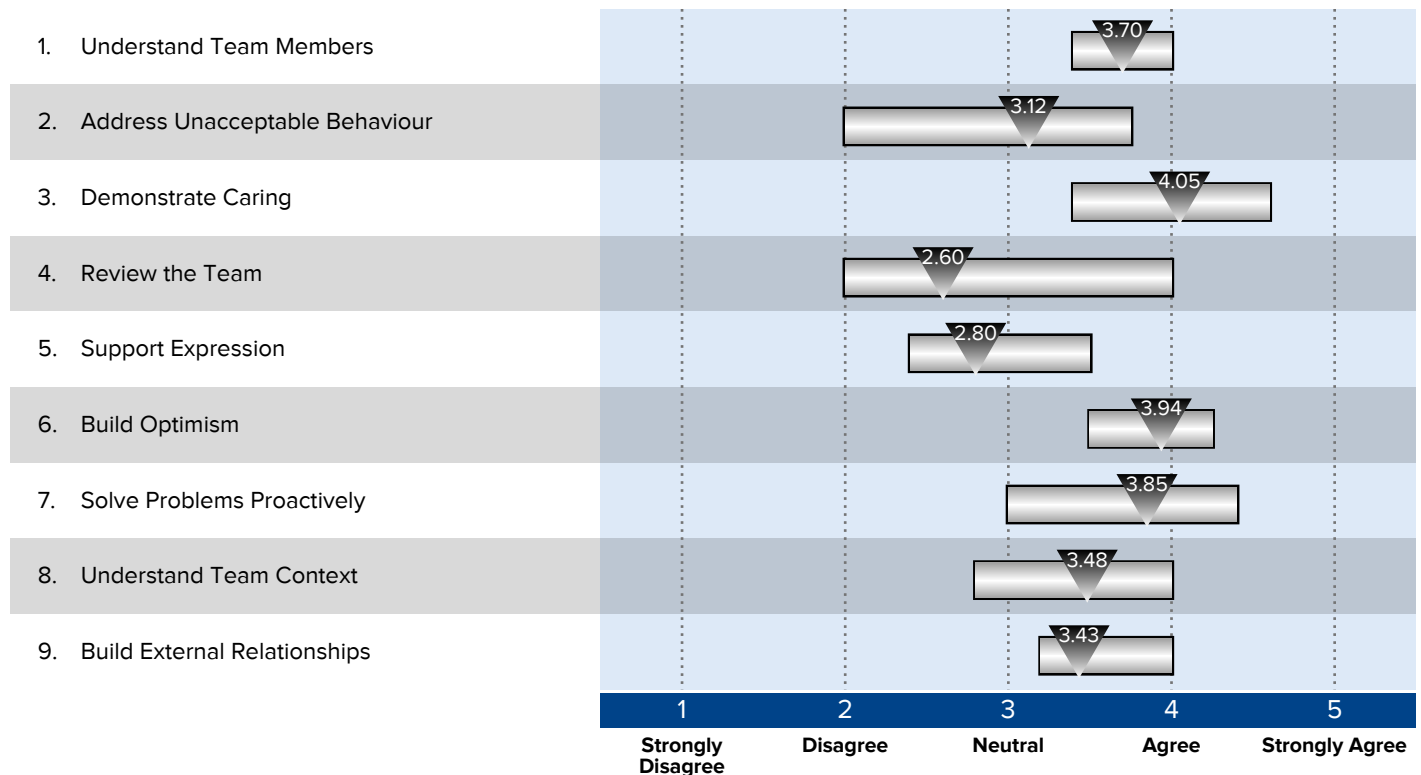 1. Understand Team Members 3.70
2. Address Unacceptable Behaviour 3.12
3. Demonstrate Caring 4.05
4. Review the Team 2.60
5. Support Expression 2.80
6. Build Optimism 3.94
7. Solve Problems Proactively 3.85
8. Understand Team Context 3.48
9. Build External Relationships 3.43
1 2 3 4 5
Strongly Disagree Neutral Agree Strongly Agree
Disagree